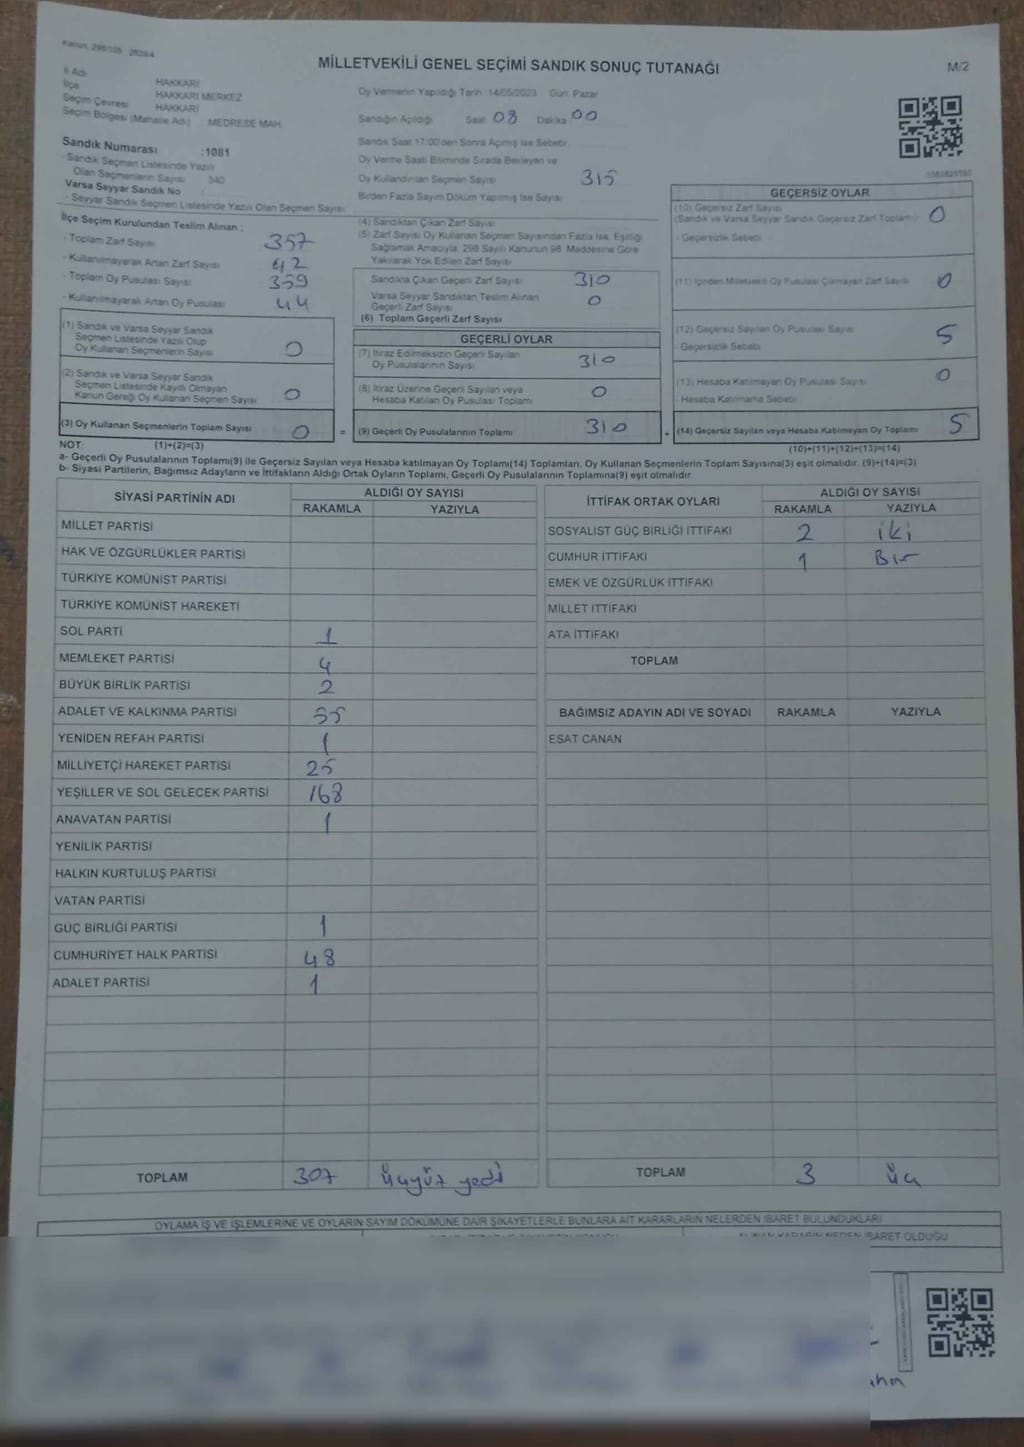 Kanun: 298/105 2839/4
MİLLETVEKİLİ GENEL SEÇİMİ SANDIK SONUÇ TUTANAĞI
M/2
İl Adı HAKKARİ
İlçe HAKKARİ MERKEZ
Seçim Çevresi HAKKARİ
Seçim Bölgesi (Mahalle Adı) : MEDRESE MAH.
Oy Vermenin Yapıldığı Tarih :14/05/2023 Gün: Pazar
Sandığın Açıldığı Saat 08 Dakika 00
Sandık Numarası :1081
- Sandık Seçmen Listesinde Yazılı
Olan Seçmenlerin Sayısı : 340
Varsa Seyyar Sandık No
- Seyyar Sandık Seçmen Listesinde Yazılı Olan Seçmen Sayısı
Sandık Saat 17:00'den Sonra Açılmış İse Sebebi
Oy Verme Saati Bitiminde Sırada Bekleyen ve
Oy Kullandırılan Seçmen Sayısı 315
Birden Fazla Sayım Döküm Yapılmış İse Sayısı
İlçe Seçim Kurulundan Teslim Alınan ;
- Toplam Zarf Sayısı 357
- Kullanılmayarak Artan Zarf Sayısı 42
- Toplam Oy Pusulası Sayısı 359
- Kullanılmayarak Artan Oy Pusulası 44
(1) Sandık ve Varsa Seyyar Sandık
Seçmen Listesinde Yazılı Olup
Oy Kullanan Seçmenlerin Sayısı 0
(2) Sandık ve Varsa Seyyar Sandık
Seçmen Listesinde Kayıtlı Olmayan
Kanun Gereği Oy Kullanan Seçmen Sayısı 0
(3) Oy Kullanan Seçmenlerin Toplam Sayısı 0 =
(4) Sandıktan Çıkan Zarf Sayısı
(5) Zarf Sayısı Oy Kullanan Seçmen Sayısından Fazla İse, Eşitliği
Sağlamak Amacıyla, 298 Sayılı Kanunun 98. Maddesine Göre
Yakılarak Yok Edilen Zarf Sayısı
Sandıkta Çıkan Geçerli Zarf Sayısı 310
Varsa Seyyar Sandıktan Teslim Alınan
Geçerli Zarf Sayısı 0
(6) Toplam Geçerli Zarf Sayısı
GEÇERLİ OYLAR
(7) İtiraz Edilmeksizin Geçerli Sayılan
Oy Pusulalarının Sayısı 310
(8) İtiraz Üzerine Geçerli Sayılan veya
Hesaba Katılan Oy Pusulası Toplamı 0
(9) Geçerli Oy Pusulalarının Toplamı 310 +
GEÇERSİZ OYLAR
(10) Geçersiz Zarf Sayısı
(Sandık ve Varsa Seyyar Sandık Geçersiz Zarf Toplamı) 0
- Geçersizlik Sebebi
(11) İçinden Milletvekili Oy Pusulası Çıkmayan Zarf Sayısı 0
(12) Geçersiz Sayılan Oy Pusulası Sayısı 5
- Geçersizlik Sebebi
(13) Hesaba Katılmayan Oy Pusulası Sayısı 0
Hesaba Katılmama Sebebi
(14) Geçersiz Sayılan veya Hesaba Katılmayan Oy Toplamı 5
NOT: (1)+(2)=(3) (10)+(11)+(12)+(13)=(14)
a- Geçerli Oy Pusulalarının Toplamı(9) ile Geçersiz Sayılan veya Hesaba katılmayan Oy Toplamı(14) Toplamları, Oy Kullanan Seçmenlerin Toplam Sayısına(3) eşit olmalıdır. (9)+(14)=(3)
b- Siyasi Partilerin, Bağımsız Adayların ve İttifakların Aldığı Ortak Oyların Toplamı, Geçerli Oy Pusulalarının Toplamına(9) eşit olmalıdır.
SİYASİ PARTİNİN ADI ALDIĞI OY SAYISI
RAKAMLA YAZIYLA
MİLLET PARTİSİ
HAK VE ÖZGÜRLÜKLER PARTİSİ
TÜRKİYE KOMÜNİST PARTİSİ
TÜRKİYE KOMÜNİST HAREKETİ
SOL PARTİ 1
MEMLEKET PARTİSİ 4
BÜYÜK BİRLİK PARTİSİ 2
ADALET VE KALKINMA PARTİSİ 55
YENİDEN REFAH PARTİSİ 1
MİLLİYETÇİ HAREKET PARTİSİ 25
YEŞİLLER VE SOL GELECEK PARTİSİ 168
ANAVATAN PARTİSİ 1
YENİLİK PARTİSİ
HALKIN KURTULUŞ PARTİSİ
VATAN PARTİSİ
GÜÇ BİRLİĞİ PARTİSİ 1
CUMHURİYET HALK PARTİSİ 48
ADALET PARTİSİ 1
TOPLAM 307 Üçyüz yedi
İTTİFAK ORTAK OYLARI ALDIĞI OY SAYISI
RAKAMLA YAZIYLA
SOSYALİST GÜÇ BİRLİĞİ İTTİFAKI 2 iki
CUMHUR İTTİFAKI 1 Bir
EMEK VE ÖZGÜRLÜK İTTİFAKI
MİLLET İTTİFAKI
ATA İTTİFAKI
TOPLAM
BAĞIMSIZ ADAYIN ADI VE SOYADI RAKAMLA YAZIYLA
ESAT CANAN
TOPLAM 3 Üç
OYLAMA İŞ VE İŞLEMLERİNE VE OYLARIN SAYIM DÖKÜMÜNE DAİR ŞİKAYETLERLE BUNLARA AİT KARARLARIN NELERDEN İBARET BULUNDUKLARI
ALINAN KARARIN NEDEN İBARET OLDUĞU